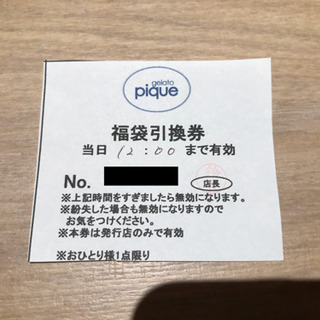 gelato
pique
福袋引換券
当日 12:00 まで有効
No.
店長
※上記時間をすぎましたら無効になります。
※紛失した場合も無効になりますので
お気をつけください。
※本券は発行店のみで有効
※おひとり様1点限り